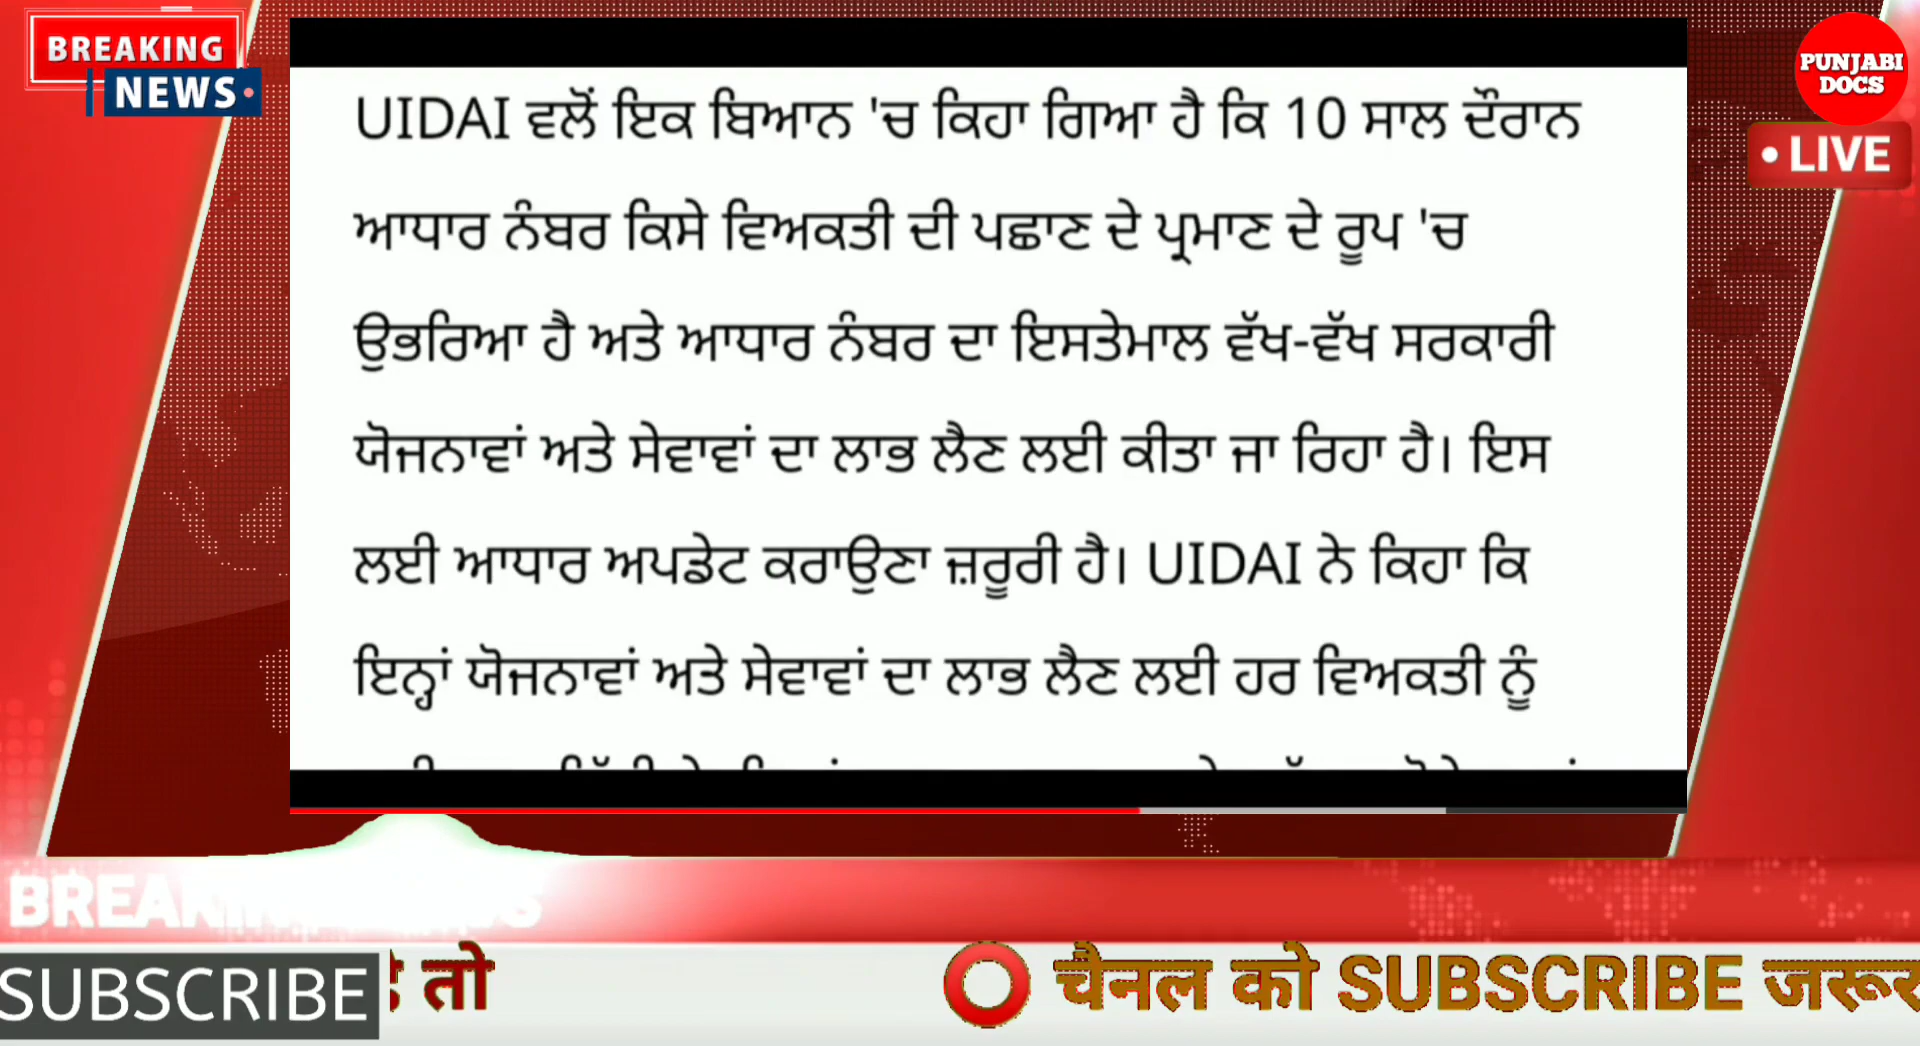 BREAKING
NEWS
PUNJABI
DOCS
LIVE
UIDAI ਵਲੋਂ ਇਕ ਬਿਆਨ 'ਚ ਕਿਹਾ ਗਿਆ ਹੈ ਕਿ 10 ਸਾਲ ਦੌਰਾਨ
ਆਧਾਰ ਨੰਬਰ ਕਿਸੇ ਵਿਅਕਤੀ ਦੀ ਪਛਾਣ ਦੇ ਪ੍ਰਮਾਣ ਦੇ ਰੂਪ 'ਚ
ਉਭਰਿਆ ਹੈ ਅਤੇ ਆਧਾਰ ਨੰਬਰ ਦਾ ਇਸਤੇਮਾਲ ਵੱਖ-ਵੱਖ ਸਰਕਾਰੀ
ਯੋਜਨਾਵਾਂ ਅਤੇ ਸੇਵਾਵਾਂ ਦਾ ਲਾਭ ਲੈਣ ਲਈ ਕੀਤਾ ਜਾ ਰਿਹਾ ਹੈ। ਇਸ
ਲਈ ਆਧਾਰ ਅਪਡੇਟ ਕਰਾਉਣਾ ਜ਼ਰੂਰੀ ਹੈ। UIDAI ਨੇ ਕਿਹਾ ਕਿ
ਇਨ੍ਹਾਂ ਯੋਜਨਾਵਾਂ ਅਤੇ ਸੇਵਾਵਾਂ ਦਾ ਲਾਭ ਲੈਣ ਲਈ ਹਰ ਵਿਅਕਤੀ ਨੂੰ
SUBSCRIBE तो चैनल को SUBSCRIBE जरूर